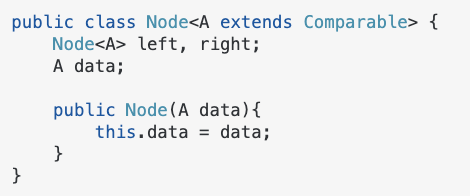 public class Node<A extends Comparable> {
    Node<A> left, right;
    A data;

    public Node(A data){
        this.data = data;
    }
}